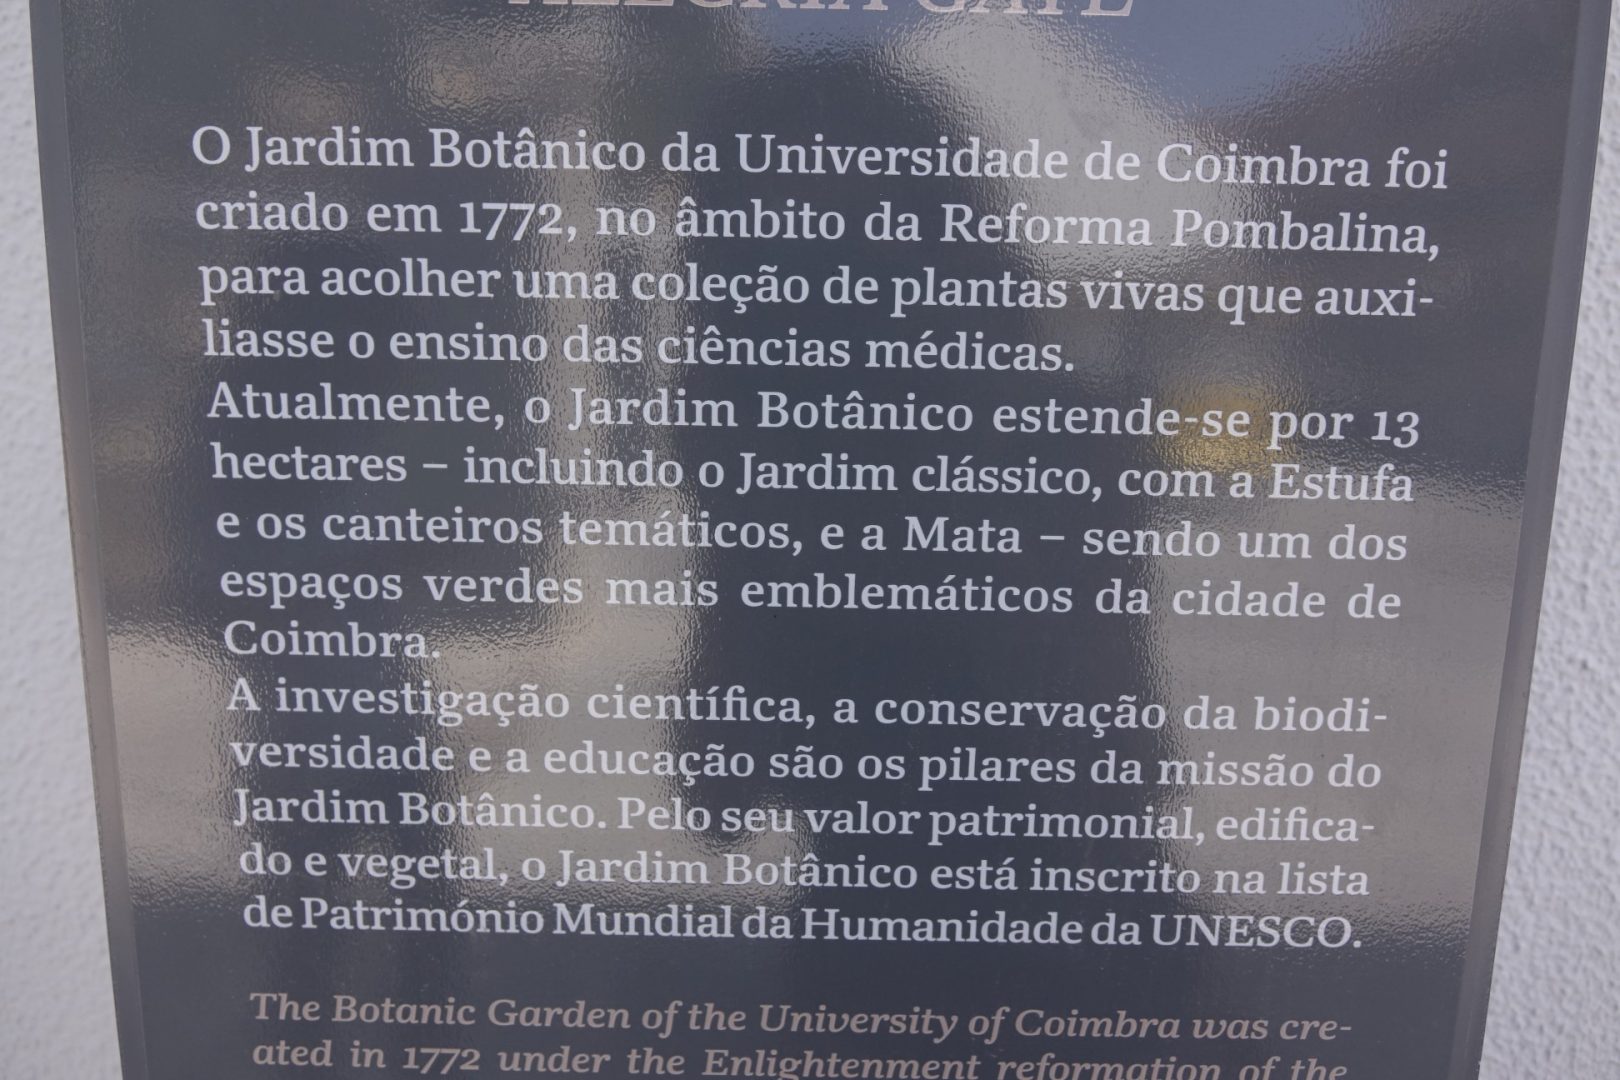 ALEGRIA GATE
O Jardim Botânico da Universidade de Coimbra foi
criado em 1772, no âmbito da Reforma Pombalina,
para acolher uma coleção de plantas vivas que auxi-
liasse o ensino das ciências médicas.
Atualmente, o Jardim Botânico estende-se por 13
hectares – incluindo o Jardim clássico, com a Estufa
e os canteiros temáticos, e a Mata – sendo um dos
espaços verdes mais emblemáticos da cidade de
Coimbra.
A investigação científica, a conservação da biodi-
versidade e a educação são os pilares da missão do
Jardim Botânico. Pelo seu valor patrimonial, edifica-
do e vegetal, o Jardim Botânico está inscrito na lista
de Património Mundial da Humanidade da UNESCO.
The Botanic Garden of the University of Coimbra was cre-
ated in 1772 under the Enlightenment reformation of the